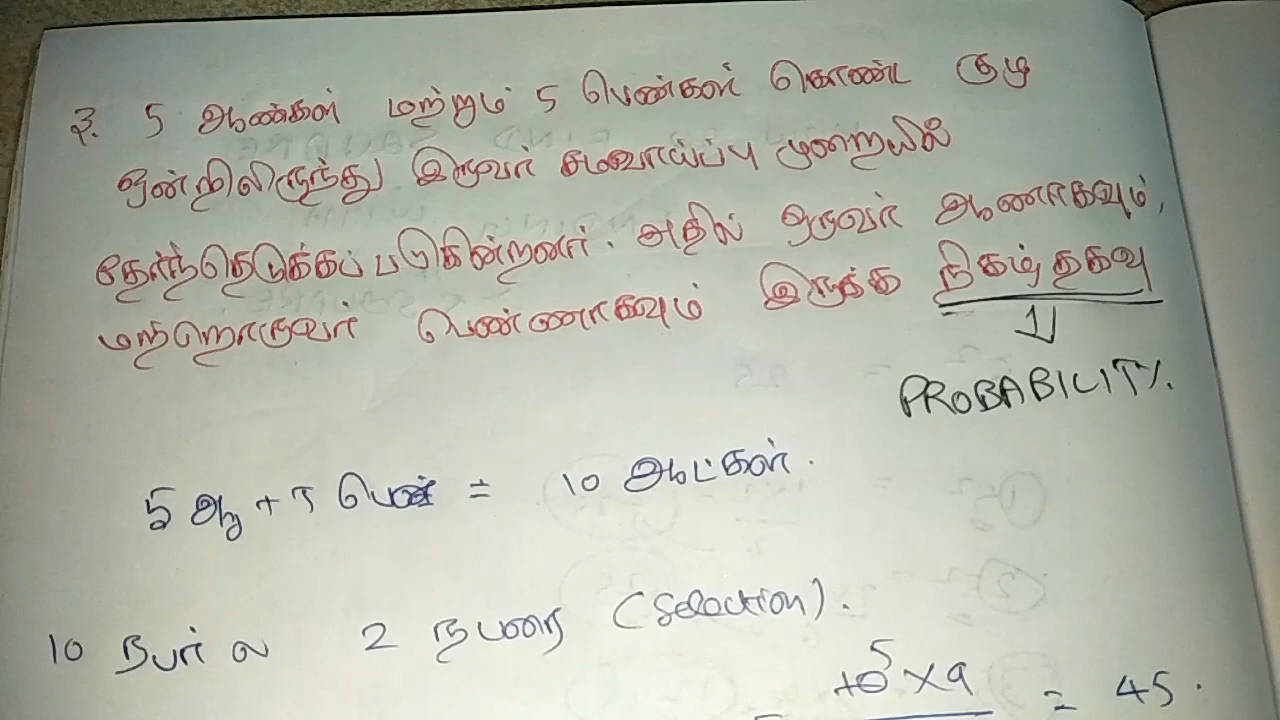 3. 5 ஆண்கள் மற்றும் 5 பெண்கள் கொண்ட குழு
ஒன்றிலிருந்து இருவர் சமவாய்ப்பு முறையில்
தேர்ந்தெடுக்கப் படுகின்றனர். அதில் ஒருவர் ஆணாகவும்,
மற்றொருவர் பெண்ணாகவும் இருக்க நிகழ்தகவு
PROBABILITY.
5 ஆ + 5 பெண் = 10 ஆட்கள்.
10 நபர் ல 2 நபரை (Selection).
5
10 x 9 = 45.